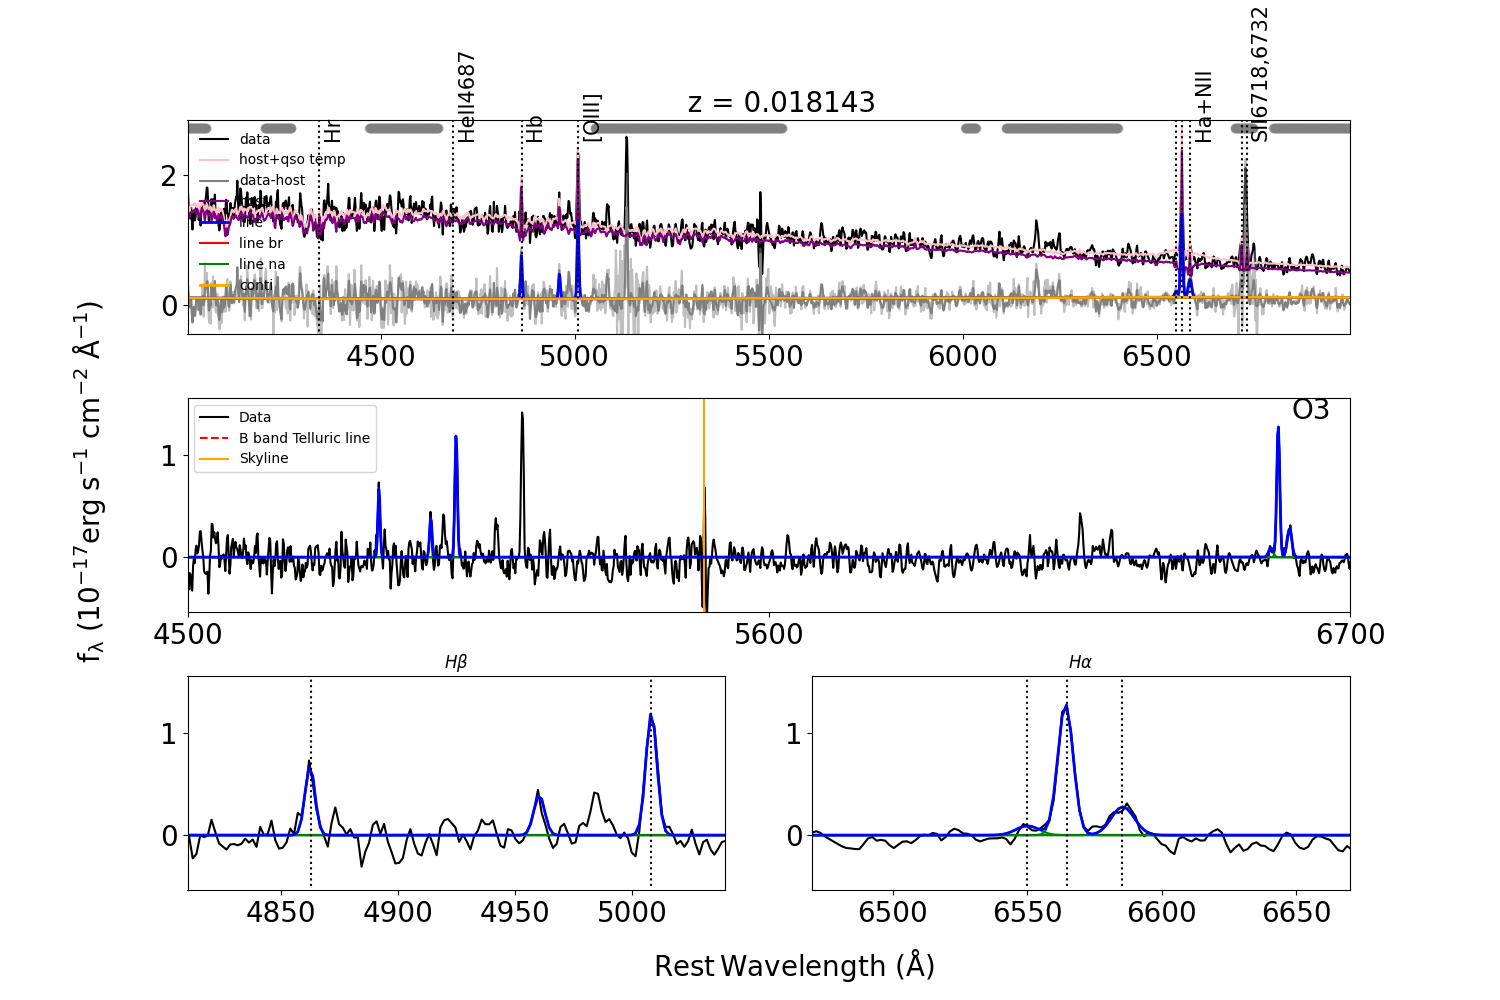 z = 0.018143
Hr
HeII4687
Hb
[OIII]
Ha+NII
SII6718,6732
data
host+qso temp
data-host
line
line br
line na
conti
2
0
4500 5000 5500 6000 6500
fλ (10⁻¹⁷erg s⁻¹ cm⁻² Å⁻¹)
O3
Data
B band Telluric line
Skyline
1
0
4500 5600 6700
Hβ
1
0
4850 4900 4950 5000
Hα
1
0
6500 6550 6600 6650
Rest Wavelength (Å)